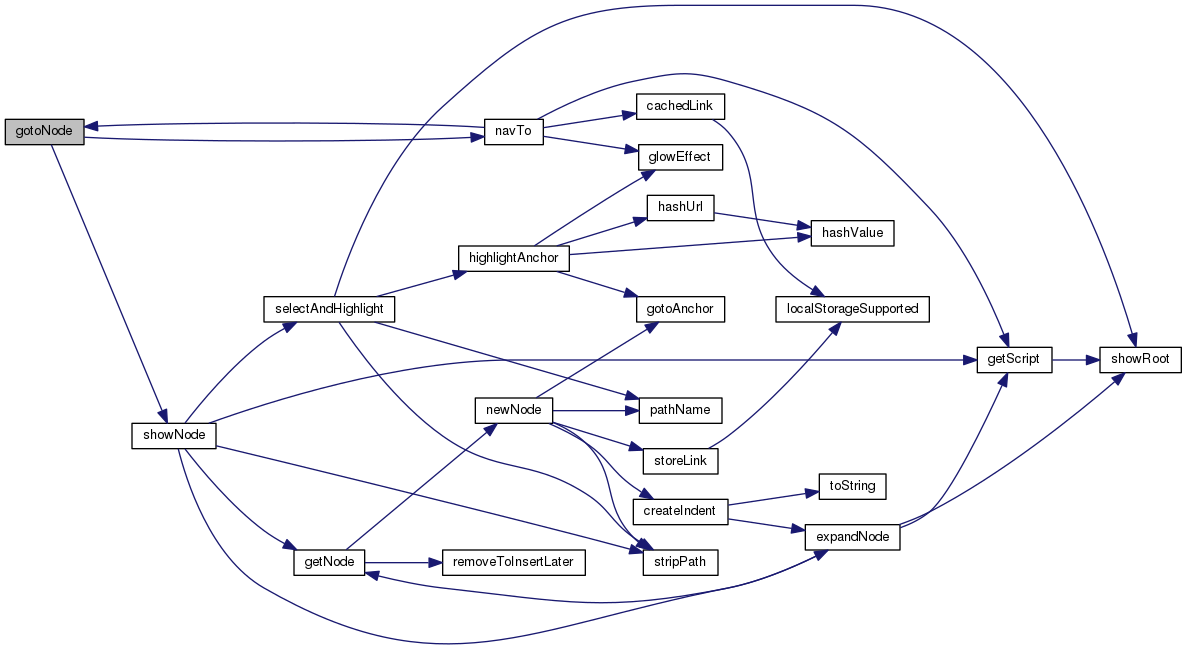 cachedLink
gotoNode
navTo
glowEffect
hashUrl
hashValue
highlightAnchor
selectAndHighlight
gotoAnchor
localStorageSupported
getScript
showRoot
newNode
pathName
showNode
storeLink
toString
createIndent
expandNode
getNode
removeToInsertLater
stripPath